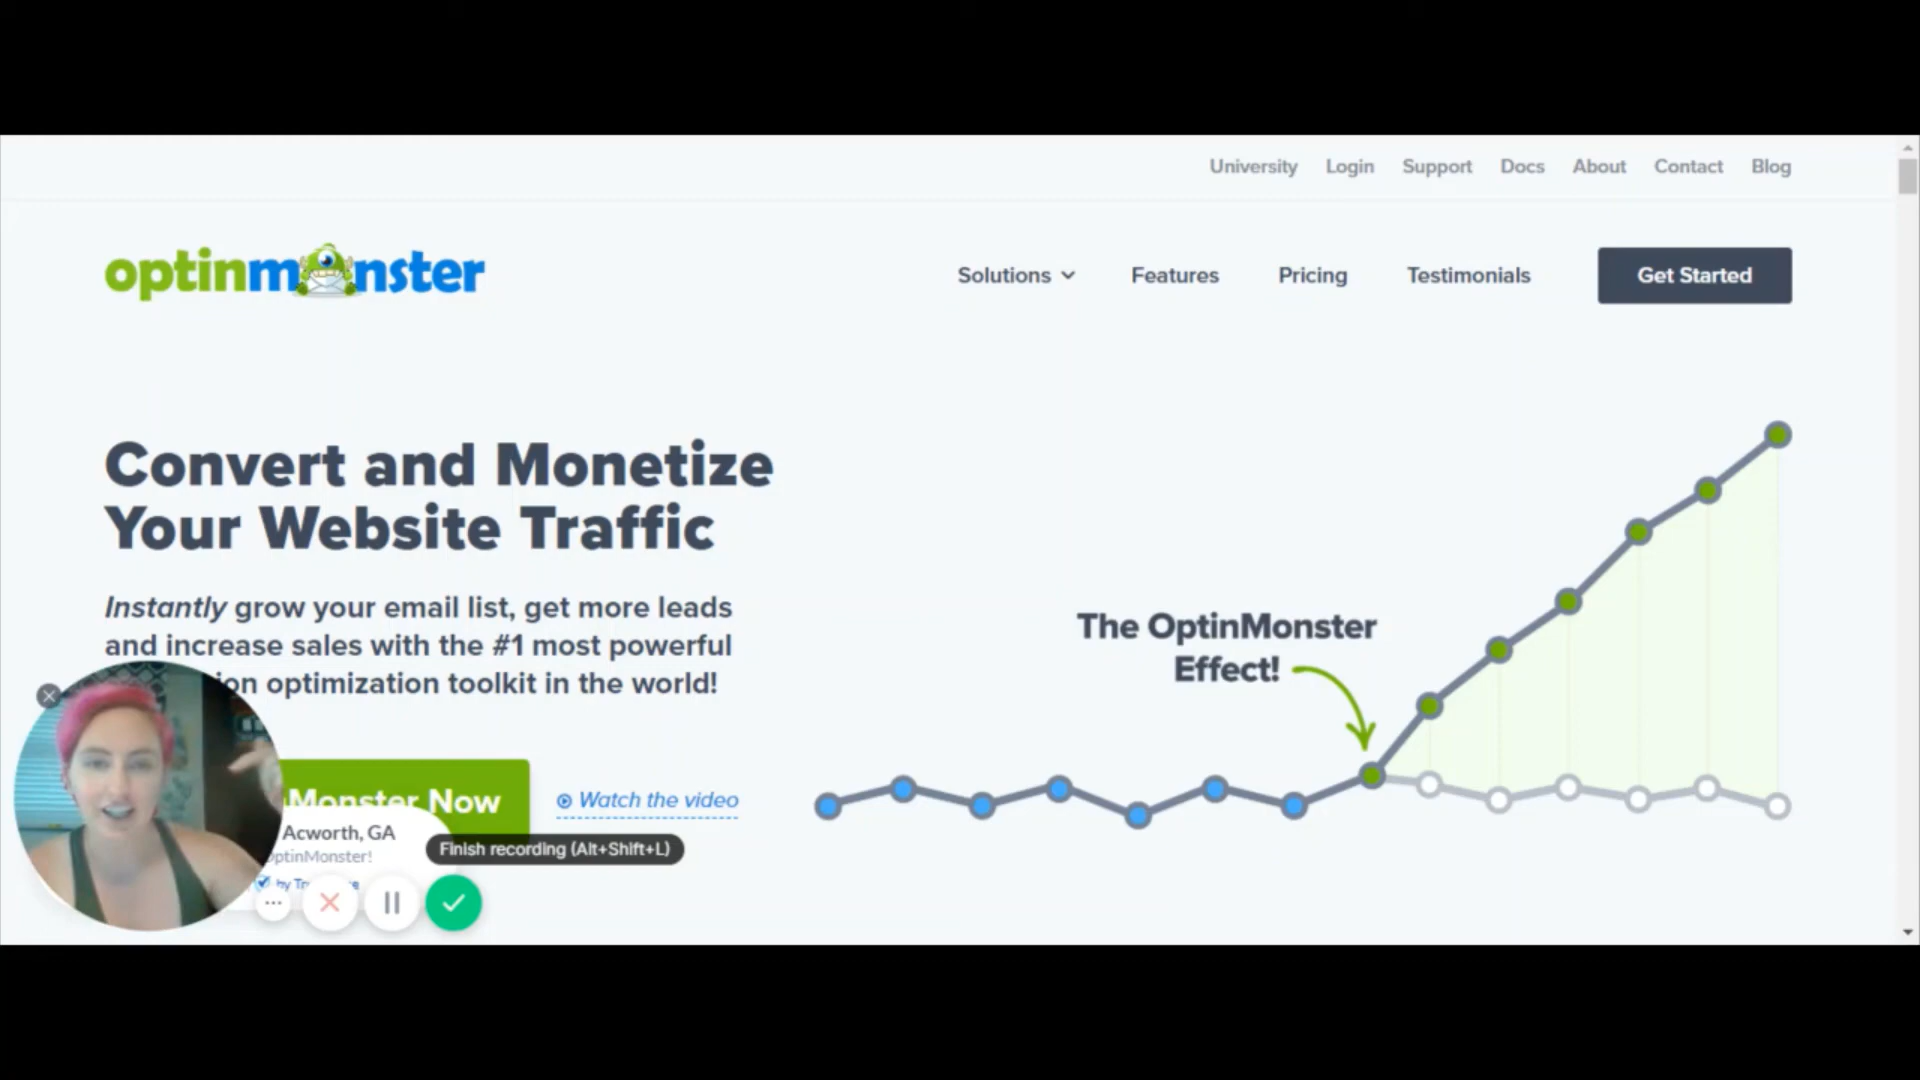 University Login Support Docs About Contact Blog
optinmonster
Solutions Features Pricing Testimonials Get Started
Convert and Monetize
Your Website Traffic
Instantly grow your email list, get more leads
and increase sales with the #1 most powerful
ion optimization toolkit in the world!
The OptinMonster
Effect!
Monster Now
Watch the video
Acworth, GA
OptinMonster!
by
Finish recording (Alt+Shift+L)